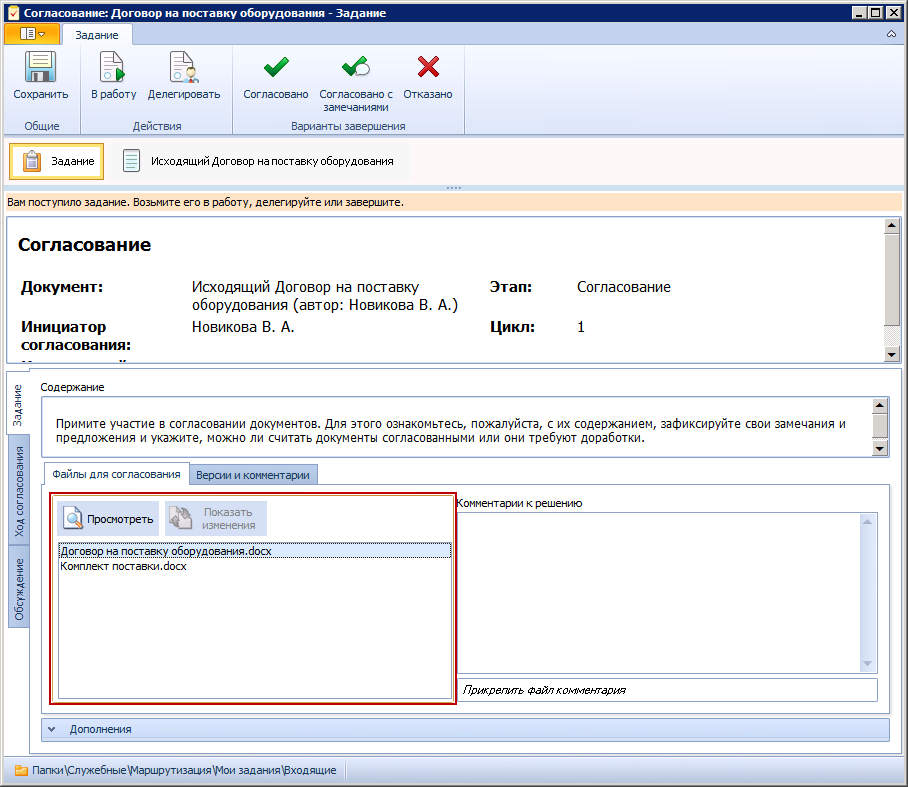 Согласование: Договор на поставку оборудования - Задание
Задание
Сохранить
В работу
Делегировать
Согласовано
Согласовано с
замечаниями
Отказано
Общие
Действия
Варианты завершения
Задание
Исходящий Договор на поставку оборудования
Вам поступило задание. Возьмите его в работу, делегируйте или завершите.
Согласование
Документ:
Исходящий Договор на поставку
оборудования (автор: Новикова В. А.)
Этап:
Согласование
Инициатор
согласования:
Новикова В. А.
Цикл:
1
Задание
Ход согласования
Обсуждение
Содержание
Примите участие в согласовании документов. Для этого ознакомьтесь, пожалуйста, с их содержанием, зафиксируйте свои замечания и
предложения и укажите, можно ли считать документы согласованными или они требуют доработки.
Файлы для согласования
Версии и комментарии
Просмотреть
Показать
изменения
Договор на поставку оборудования.docx
Комплект поставки.docx
Комментарии к решению
Прикрепить файл комментария
Дополнения
Папки\Служебные\Маршрутизация\Мои задания\Входящие